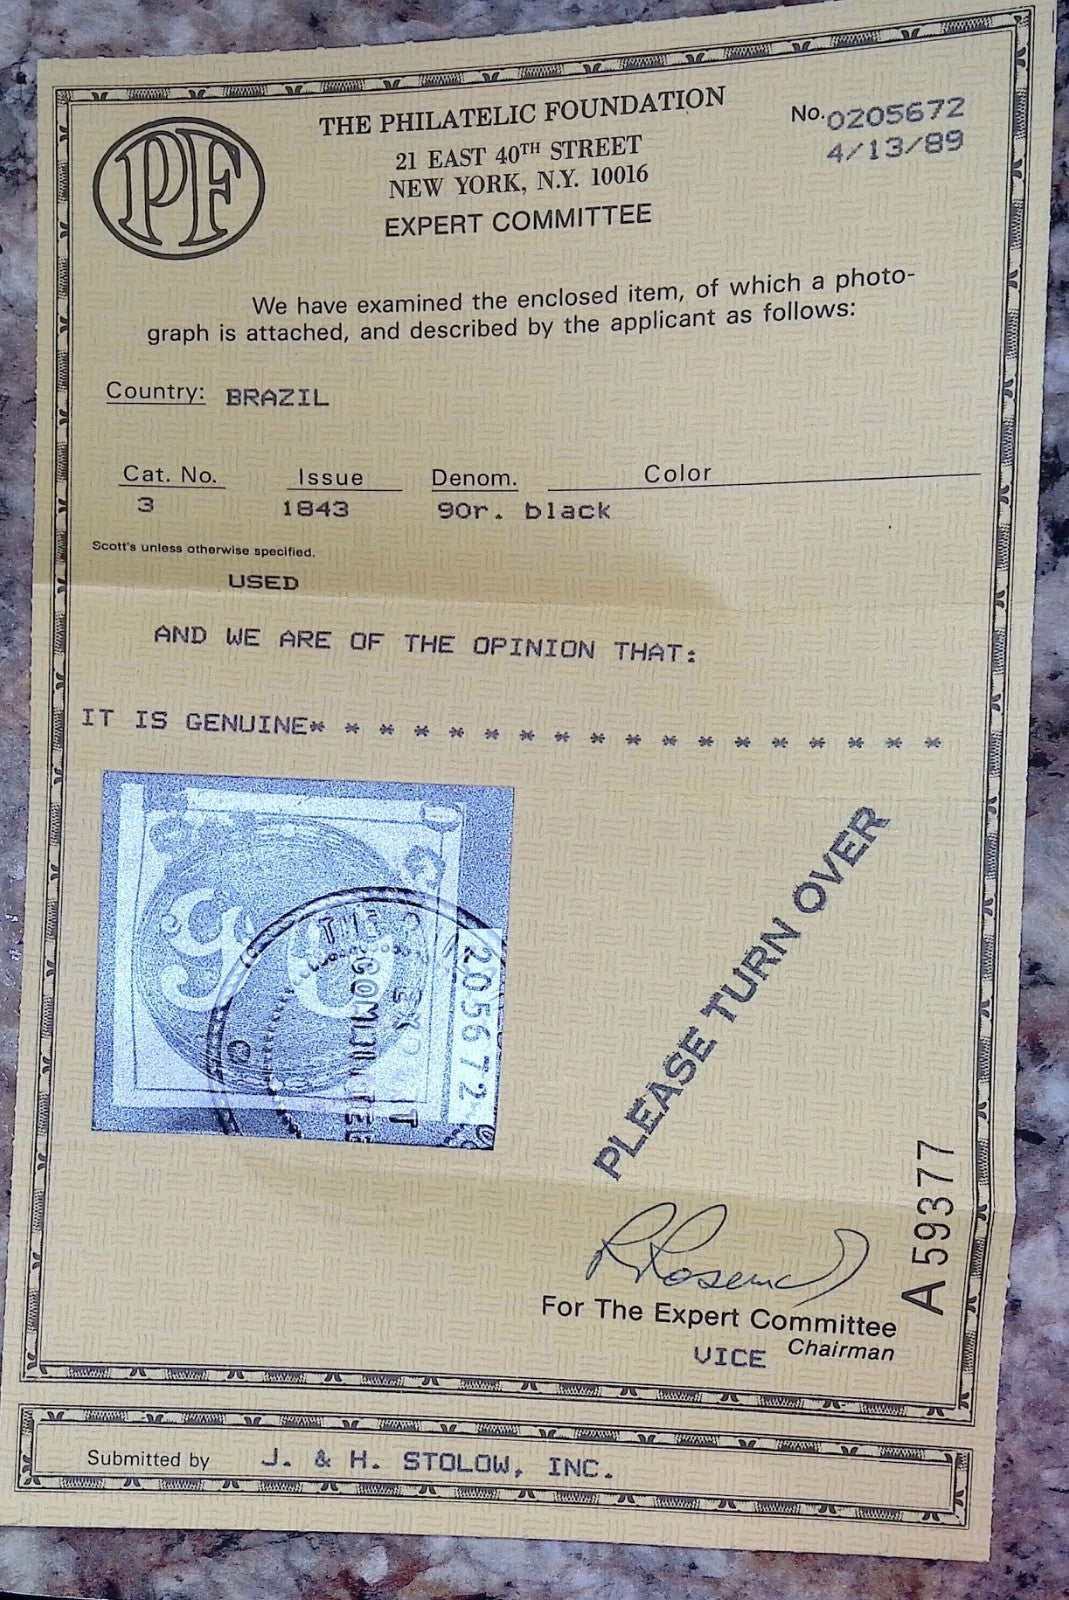 PF
THE PHILATELIC FOUNDATION
21 EAST 40TH STREET
NEW YORK, N.Y. 10016
EXPERT COMMITTEE
No. 0205672
4/13/89
We have examined the enclosed item, of which a photo-
graph is attached, and described by the applicant as follows:
Country: BRAZIL
Cat. No. Issue Denom. Color
3 1843 90r. black
Scott's unless otherwise specified.
USED
AND WE ARE OF THE OPINION THAT:
IT IS GENUINE* * * * * * * * * * * * * * * * * *
90
THE
205672
PLEASE TURN OVER
A 59377
For The Expert Committee
VICE Chairman
Submitted by J. & H. STOLOW, INC.